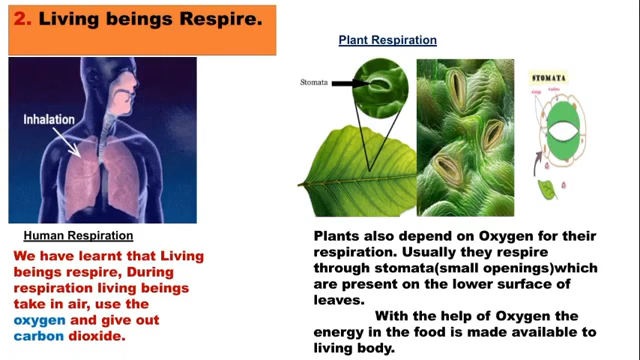 2. Living beings Respire.
Plant Respiration
Stomata
STOMATA
Inhalation
Human Respiration
We have learnt that Living
beings respire, During
respiration living beings
take in air, use the
oxygen and give out
carbon dioxide.
Plants also depend on Oxygen for their
respiration. Usually they respire
through stomata(small openings)which
are present on the lower surface of
leaves.
With the help of Oxygen the
energy in the food is made available to
living body.